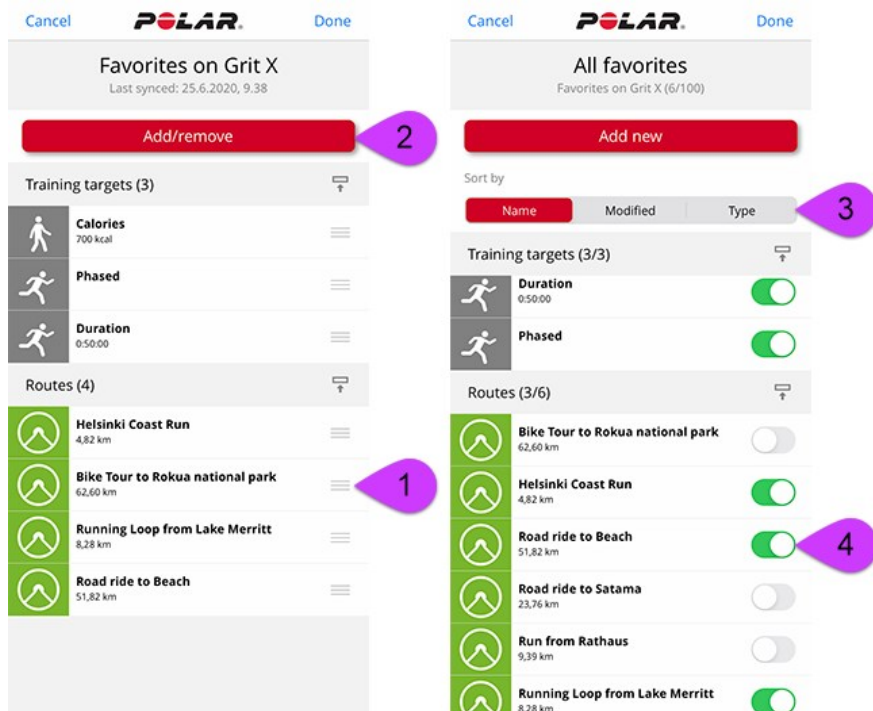 Cancel
POLAR.
Done
Favorites on Grit X
Last synced: 25.6.2020, 9.38
Add/remove
2
Training targets (3)
Calories
700 kcal
Phased
Duration
0:50:00
Routes (4)
Helsinki Coast Run
4,82 km
Bike Tour to Rokua national park
62,60 km
1
Running Loop from Lake Merritt
8,28 km
Road ride to Beach
51,82 km
Cancel
POLAR.
Done
All favorites
Favorites on Grit X (6/100)
Add new
Sort by
Name Modified Type
3
Training targets (3/3)
Duration
0:50:00
Phased
Routes (3/6)
Bike Tour to Rokua national park
62,60 km
Helsinki Coast Run
4,82 km
Road ride to Beach
51,82 km
4
Road ride to Satama
23,76 km
Run from Rathaus
9,39 km
Running Loop from Lake Merritt
8,28 km